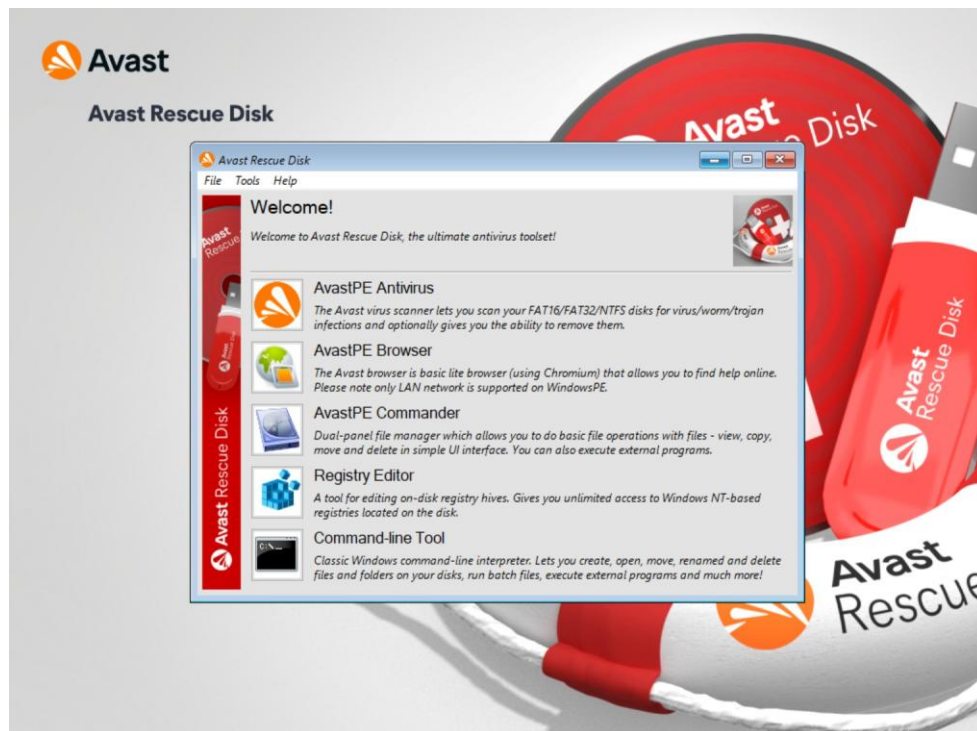 Avast
Avast Rescue Disk
Avast
Rescue Disk
Avast Rescue Disk
File Tools Help
Welcome!
Welcome to Avast Rescue Disk, the ultimate antivirus toolset!
AvastPE Antivirus
The Avast virus scanner lets you scan your FAT16/FAT32/NTFS disks for virus/worm/trojan
infections and optionally gives you the ability to remove them.
AvastPE Browser
The Avast browser is basic lite browser (using Chromium) that allows you to find help online.
Please note only LAN network is supported on WindowsPE.
AvastPE Commander
Dual-panel file manager which allows you to do basic file operations with files - view, copy,
move and delete in simple UI interface. You can also execute external programs.
Registry Editor
A tool for editing on-disk registry hives. Gives you unlimited access to Windows NT-based
registries located on the disk.
Command-line Tool
Classic Windows command-line interpreter. Lets you create, open, move, renamed and delete
files and folders on your disks, run batch files, execute external programs and much more!
Avast
Rescue
Avast Rescue Disk
Avast
Rescue Disk
Avast
Rescue